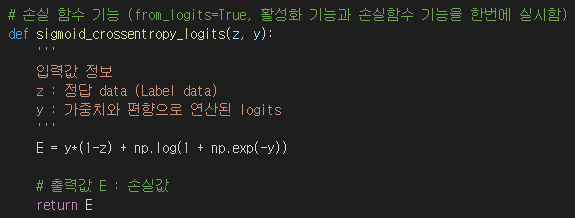 # 손실 함수 기능 (from_logits=True, 활성화 기능과 손실함수 기능을 한번에 실시함)
def sigmoid_crossentropy_logits(z, y):
'''
입력값 정보
z : 정답 data (Label data)
y : 가중치와 편향으로 연산된 logits
'''
E = y*(1-z) + np.log(1 + np.exp(-y))
# 출력값 E : 손실값
return E